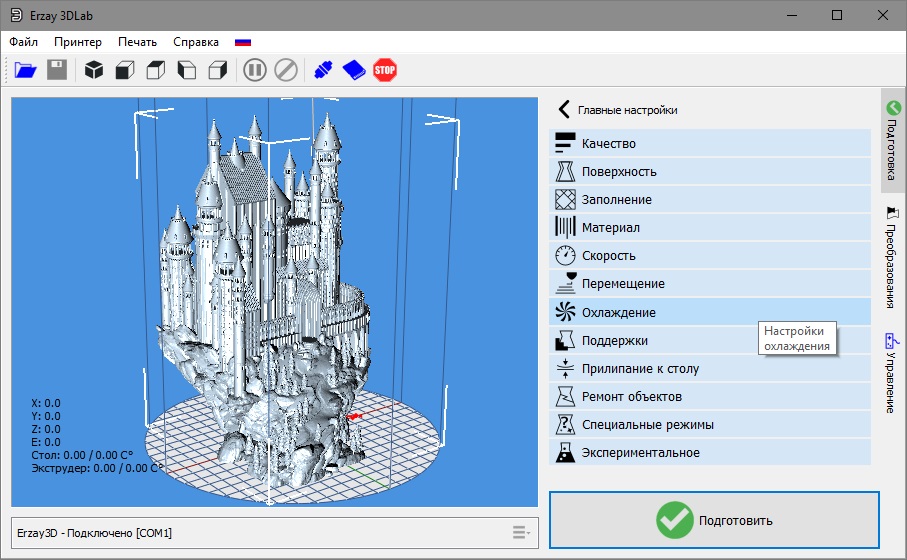 Erzay 3DLab
Файл Принтер Печать Справка
STOP
Главные настройки
Качество
Поверхность
Заполнение
Материал
Скорость
Перемещение
Охлаждение
Поддержки
Прилипание к столу
Ремонт объектов
Специальные режимы
Экспериментальное
Настройки
охлаждения
Подготовка
Преобразования
Управление
X: 0.0
Y: 0.0
Z: 0.0
E: 0.0
Стол: 0.00 / 0.00 C°
Экструдер: 0.00 / 0.00 C°
Erzay3D - Подключено [COM1]
Подготовить